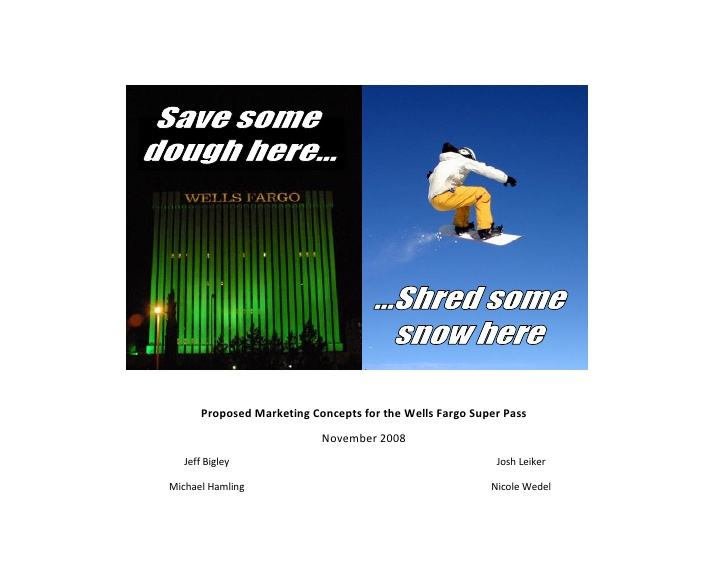 Save some
dough here...
WELLS FARGO
...Shred some
snow here
Proposed Marketing Concepts for the Wells Fargo Super Pass
November 2008
Jeff Bigley
Josh Leiker
Michael Hamling
Nicole Wedel